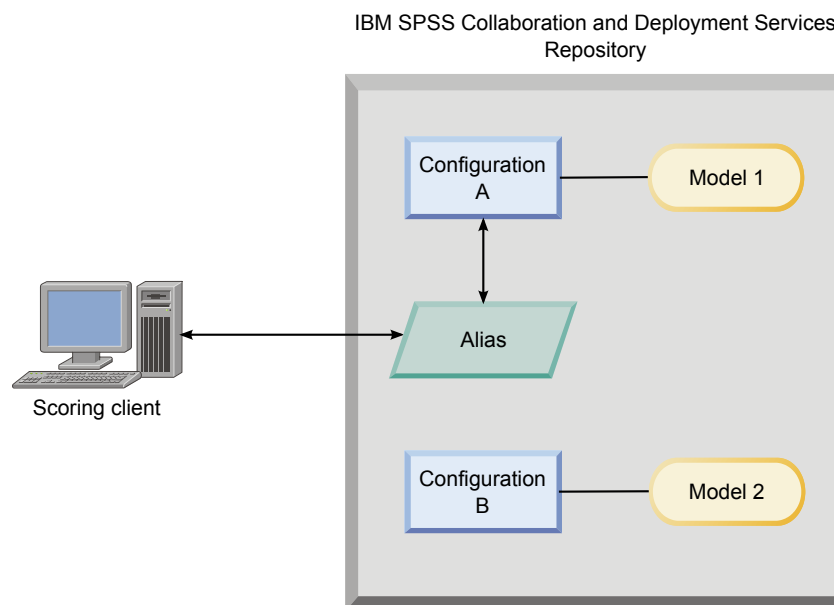 IBM SPSS Collaboration and Deployment Services
Repository
Configuration
A
Model 1
Alias
Scoring client
Configuration
B
Model 2